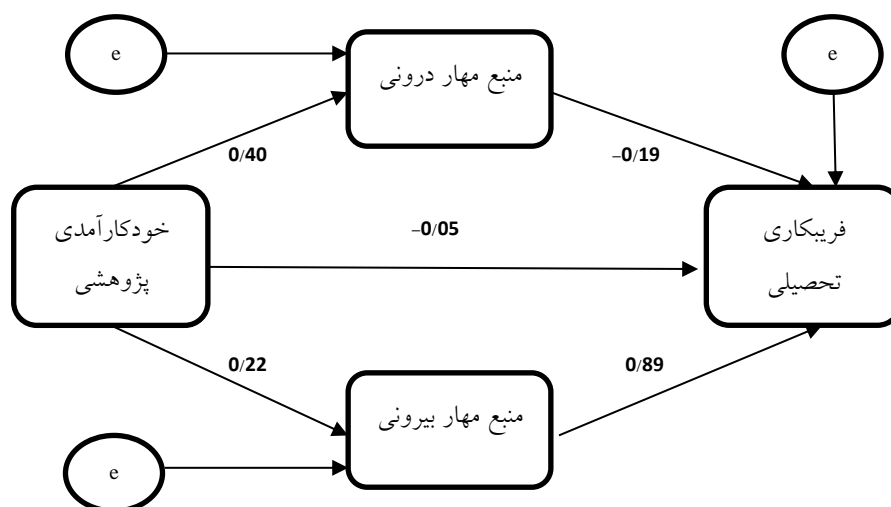 e
منبع مهار درونی
e
0/40
–0/19
خودکارآمدی
پژوهشی
–0/05
فریبکاری
تحصیلی
0/22
0/89
منبع مهار بیرونی
e